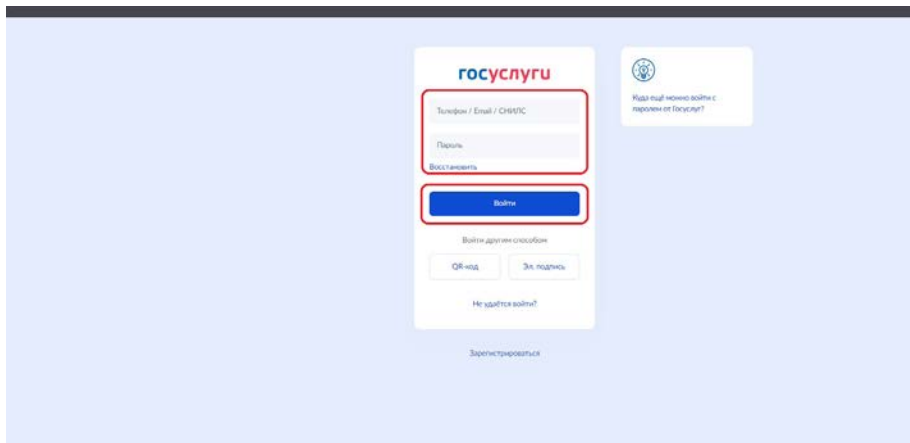 госуслуги
Телефон / Email / СНИЛС
Пароль
Восстановить
Войти
Войти другим способом
QR-код
Эл. подпись
Не удаётся войти?
Зарегистрироваться
Куда ещё можно войти с
паролем от Госуслуг?